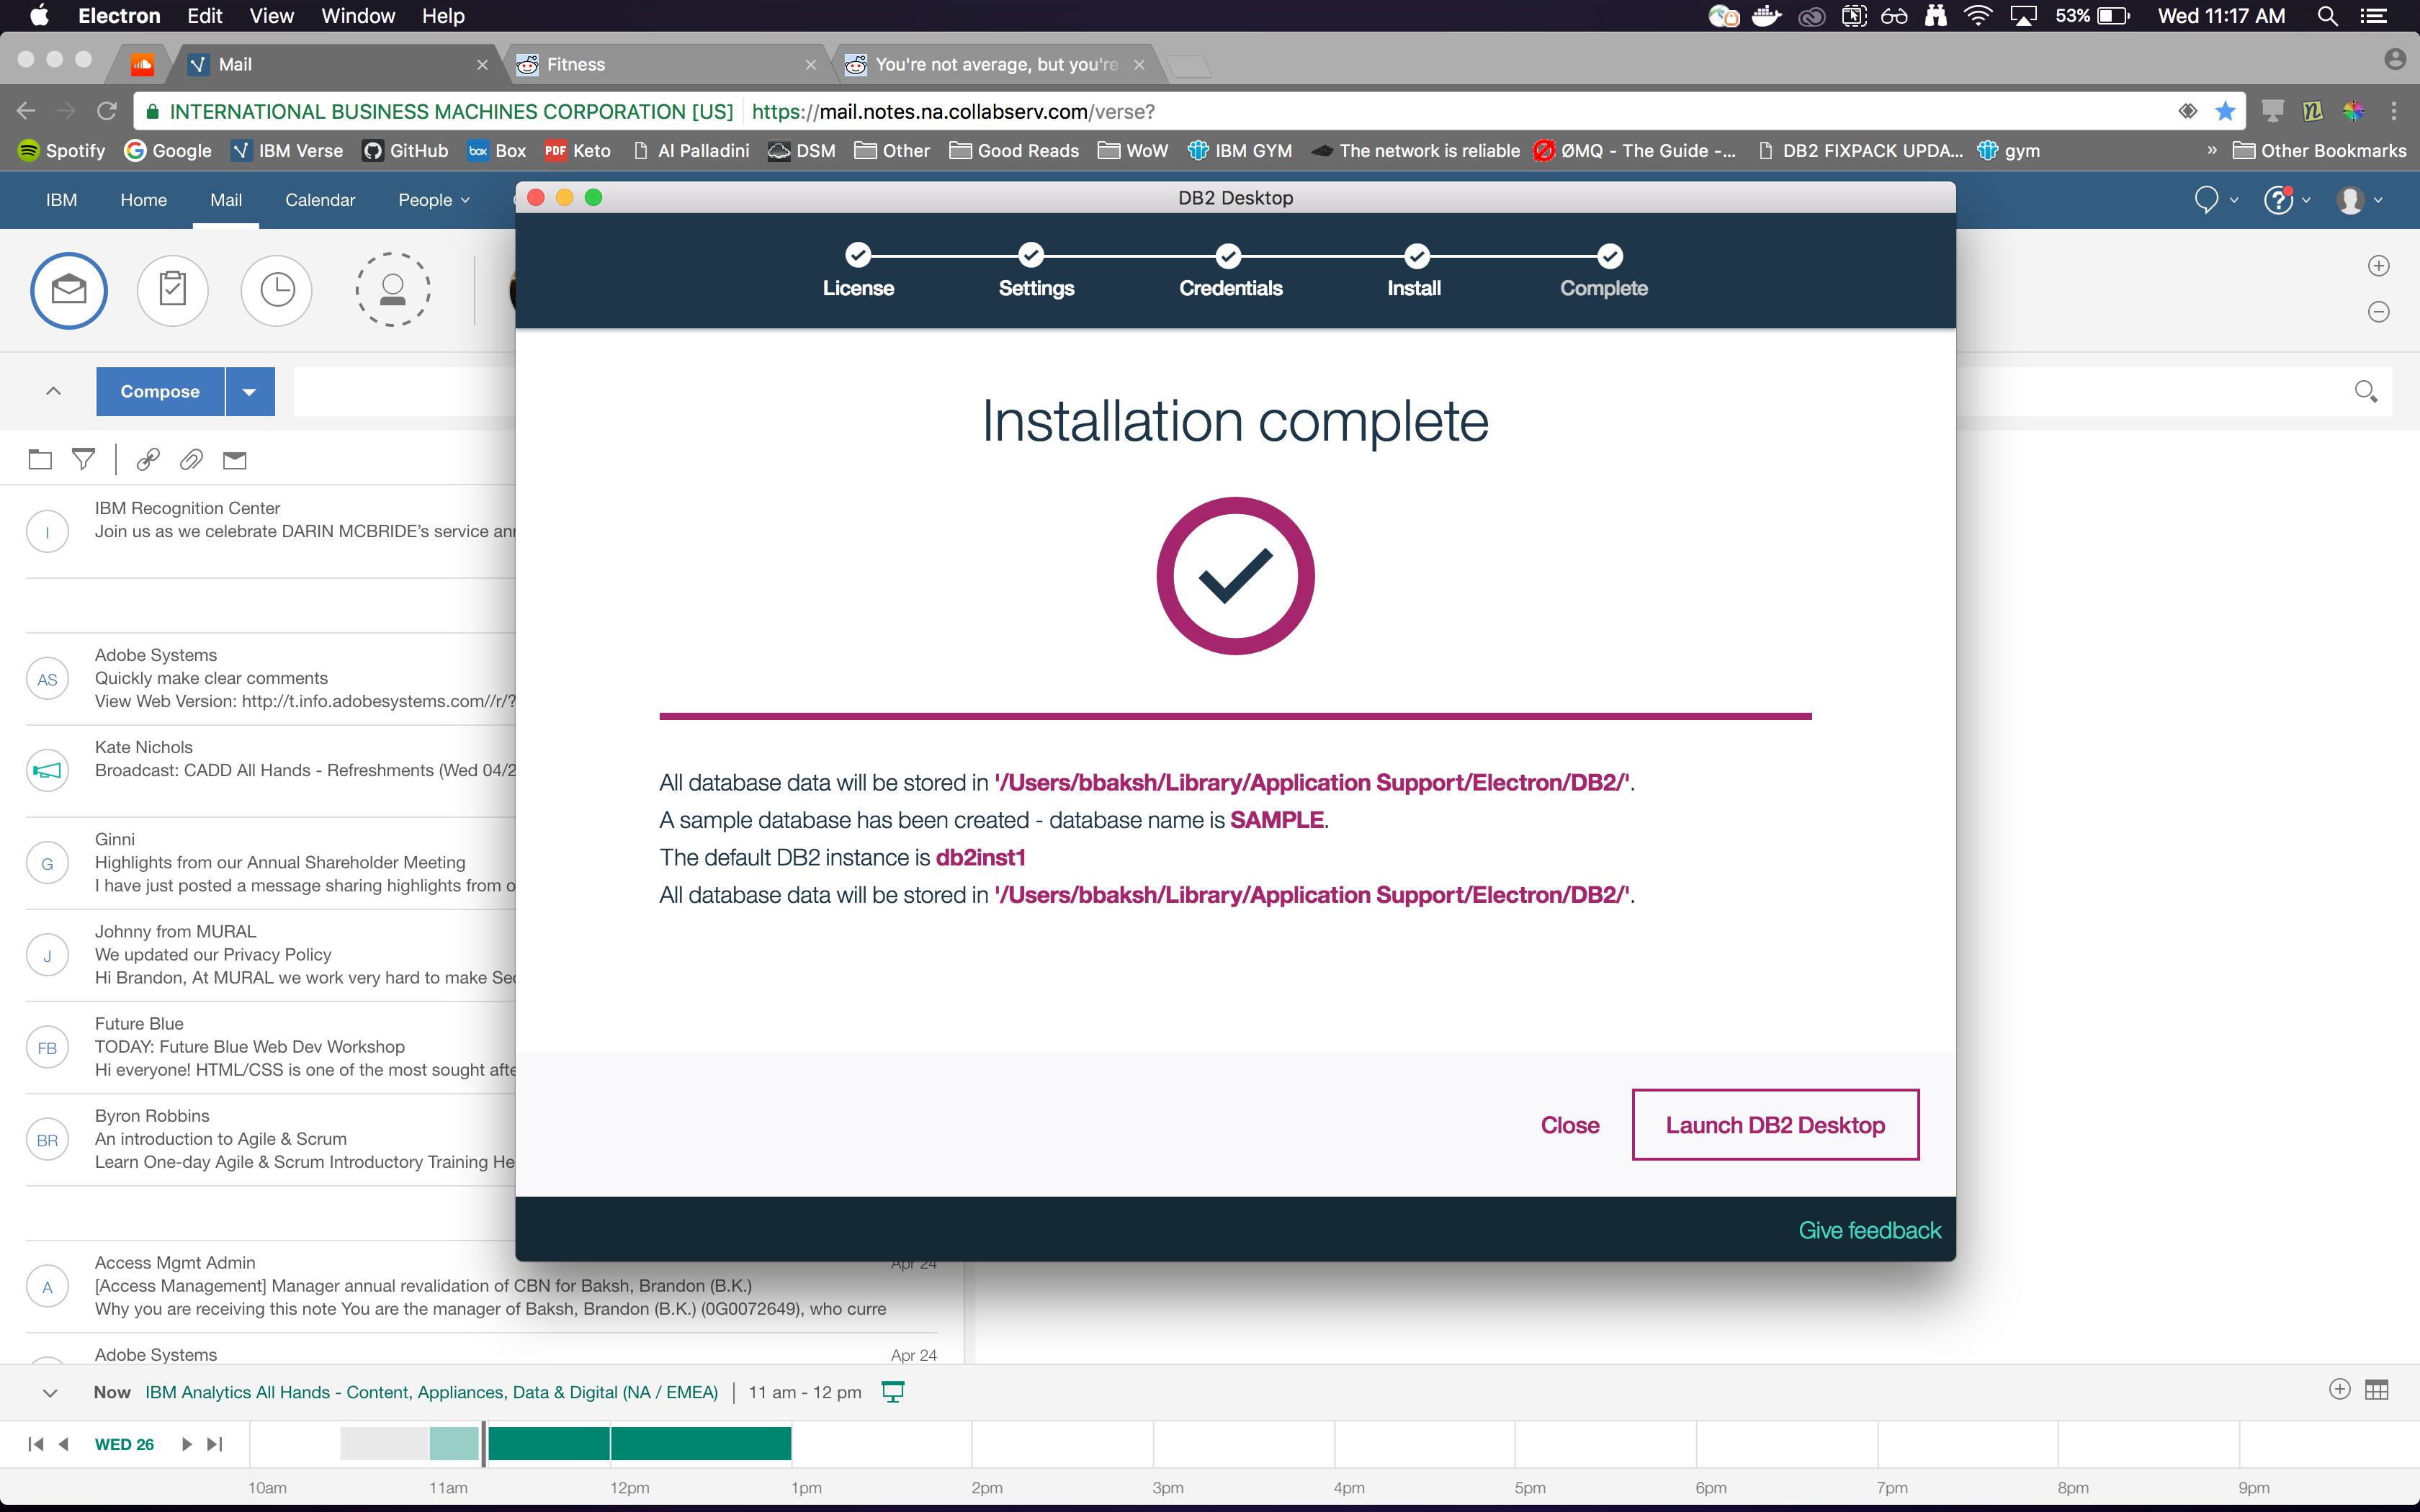 Electron Edit View Window Help 53% Wed 11:17 AM
Mail Fitness You're not average, but you're
INTERNATIONAL BUSINESS MACHINES CORPORATION [US] https://mail.notes.na.collabserv.com/verse?
Spotify Google IBM Verse GitHub Box Keto Al Palladini DSM Other Good Reads WoW IBM GYM The network is reliable ØMQ - The Guide -... DB2 FIXPACK UPDA... gym » Other Bookmarks
IBM Home Mail Calendar People
DB2 Desktop
License Settings Credentials Install Complete
Compose
Installation complete
IBM Recognition Center
Join us as we celebrate DARIN MCBRIDE's service
Adobe Systems
Quickly make clear comments
View Web Version: http://t.info.adobesystems.com//r/?
Kate Nichols
Broadcast: CADD All Hands - Refreshments (Wed 04/2
Ginni
Highlights from our Annual Shareholder Meeting
I have just posted a message sharing highlights from
Johnny from MURAL
We updated our Privacy Policy
Hi Brandon, At MURAL we work very hard to make
Future Blue
TODAY: Future Blue Web Dev Workshop
Hi everyone! HTML/CSS is one of the most sought
Byron Robbins
An introduction to Agile & Scrum
Learn One-day Agile & Scrum Introductory Training
I
AS
G
J
FB
BR
A
All database data will be stored in '/Users/bbaksh/Library/Application Support/Electron/DB2/'.
A sample database has been created - database name is SAMPLE.
The default DB2 instance is db2inst1
All database data will be stored in '/Users/bbaksh/Library/Application Support/Electron/DB2/'.
Close Launch DB2 Desktop
Give feedback
Access Mgmt Admin Apr 24
[Access Management] Manager annual revalidation of CBN for Baksh, Brandon (B.K.)
Why you are receiving this note You are the manager of Baksh, Brandon (B.K.) (0G0072649), who curre
Adobe Systems Apr 24
Now IBM Analytics All Hands - Content, Appliances, Data & Digital (NA / EMEA) | 11 am - 12 pm
WED 26
10am 11am 12pm 1pm 2pm 3pm 4pm 5pm 6pm 7pm 8pm 9pm